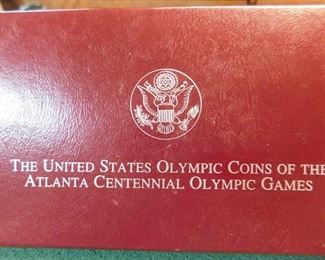 THE UNITED STATES OLYMPIC COINS OF THE
ATLANTA CENTENNIAL OLYMPIC GAMES